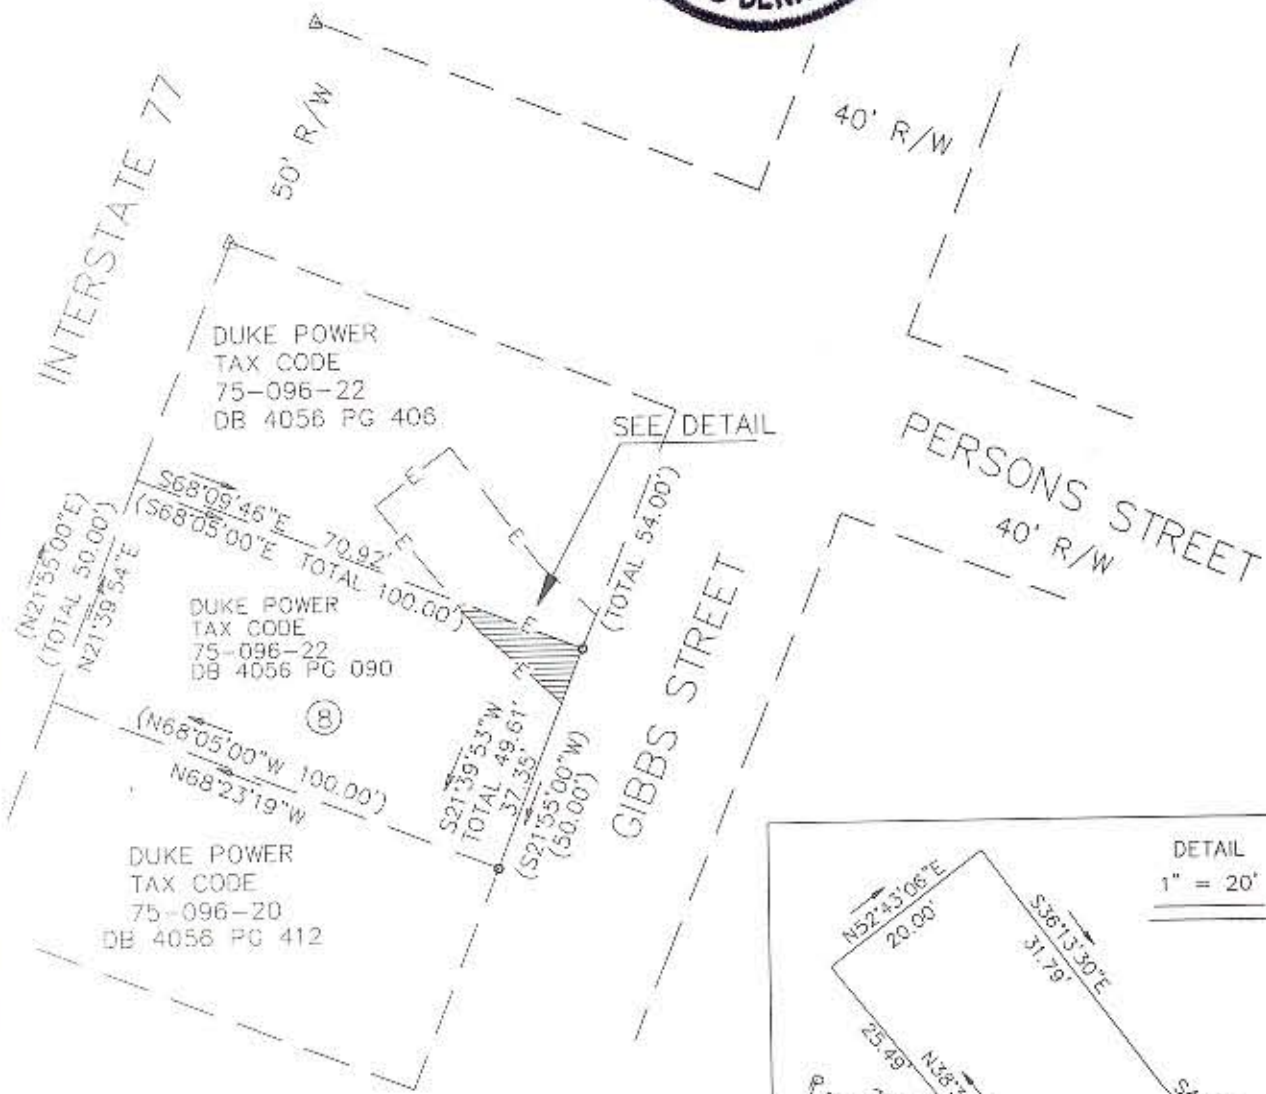 INTERSTATE 77
50' R/W
40' R/W
DUKE POWER
TAX CODE
75-096-22
DB 4056 PG 406
SEE DETAIL
PERSONS STREET
40' R/W
S68°09'46"E 70.92'
(S68°05'00"E TOTAL 100.00')
(TOTAL 54.00')
(N21°55'00"E)
(TOTAL 50.00')
N21°39'54"E
DUKE POWER
TAX CODE
75-096-22
DB 4056 PG 090
8
E
E
E
E
E
GIBBS STREET
(N68°05'00"W 100.00')
N68°23'19"W
S21°39'53"W
TOTAL 49.61'
37.35'
(S21°55'00"W)
(50.00')
DUKE POWER
TAX CODE
75-096-20
DB 4056 PG 412
DETAIL
1" = 20'
N52°43'06"E
20.00'
S36°13'30"E
31.79'
25.49'